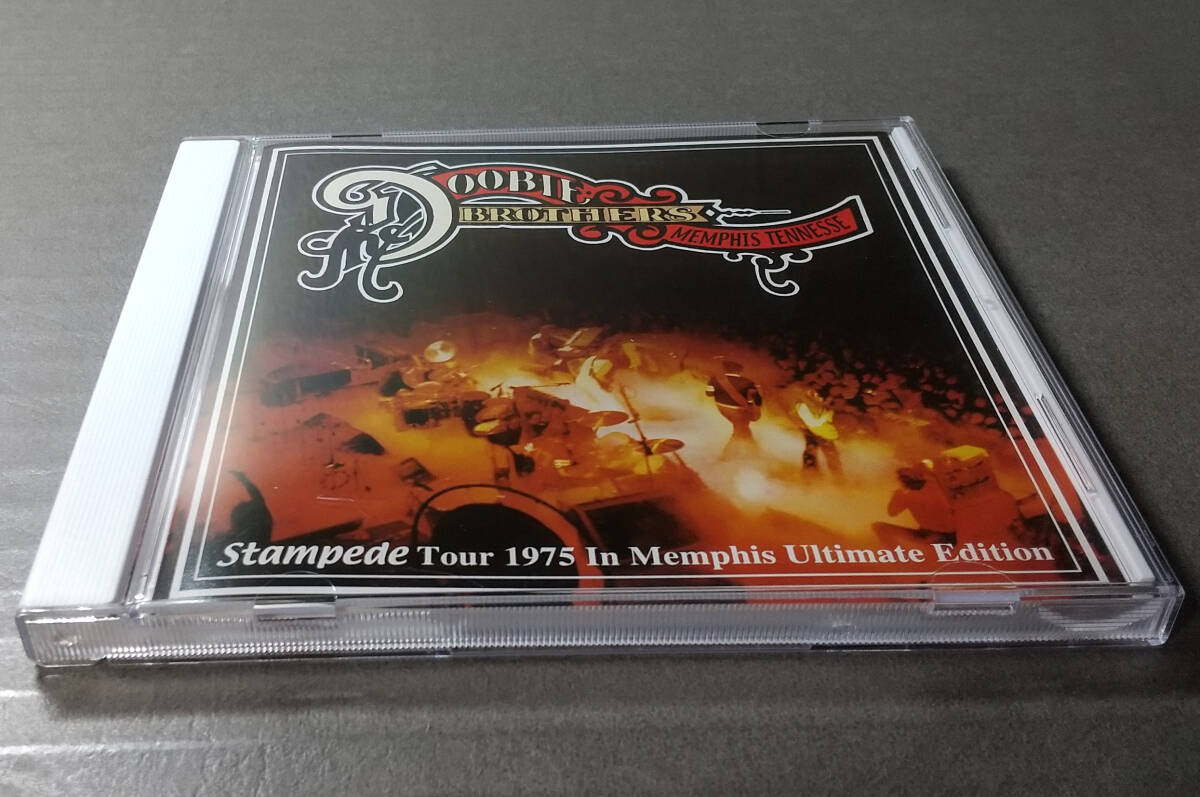 The DOOBIE
BROTHERS
MEMPHIS TENNESSE
Stampede Tour 1975 In Memphis Ultimate Edition